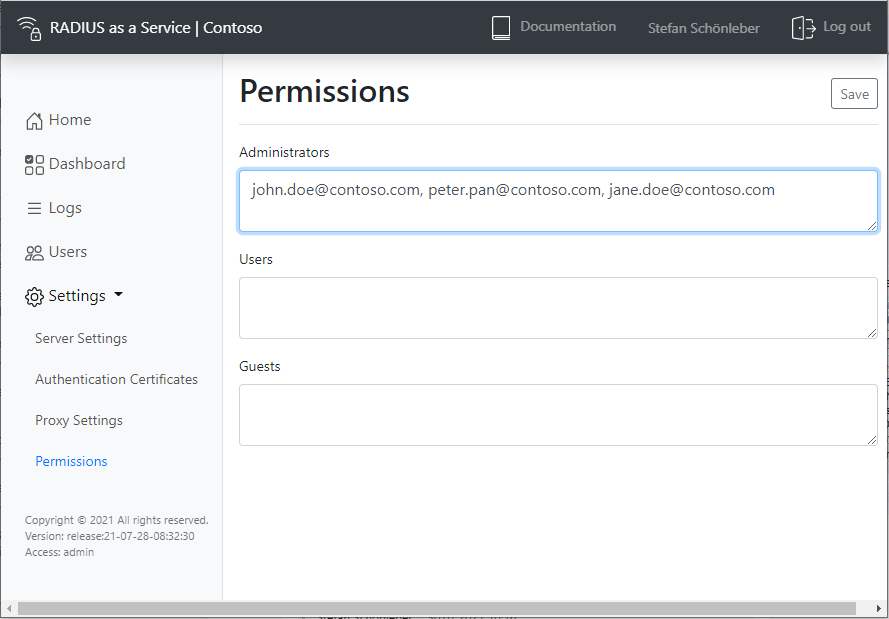 RADIUS as a Service | Contoso
Documentation
Stefan Schönleber
Log out
Home
Dashboard
Logs
Users
Settings
Server Settings
Authentication Certificates
Proxy Settings
Permissions
Copyright © 2021 All rights reserved.
Version: release:21-07-28-08:32:30
Access: admin
Permissions
Save
Administrators
john.doe@contoso.com, peter.pan@contoso.com, jane.doe@contoso.com
Users
Guests